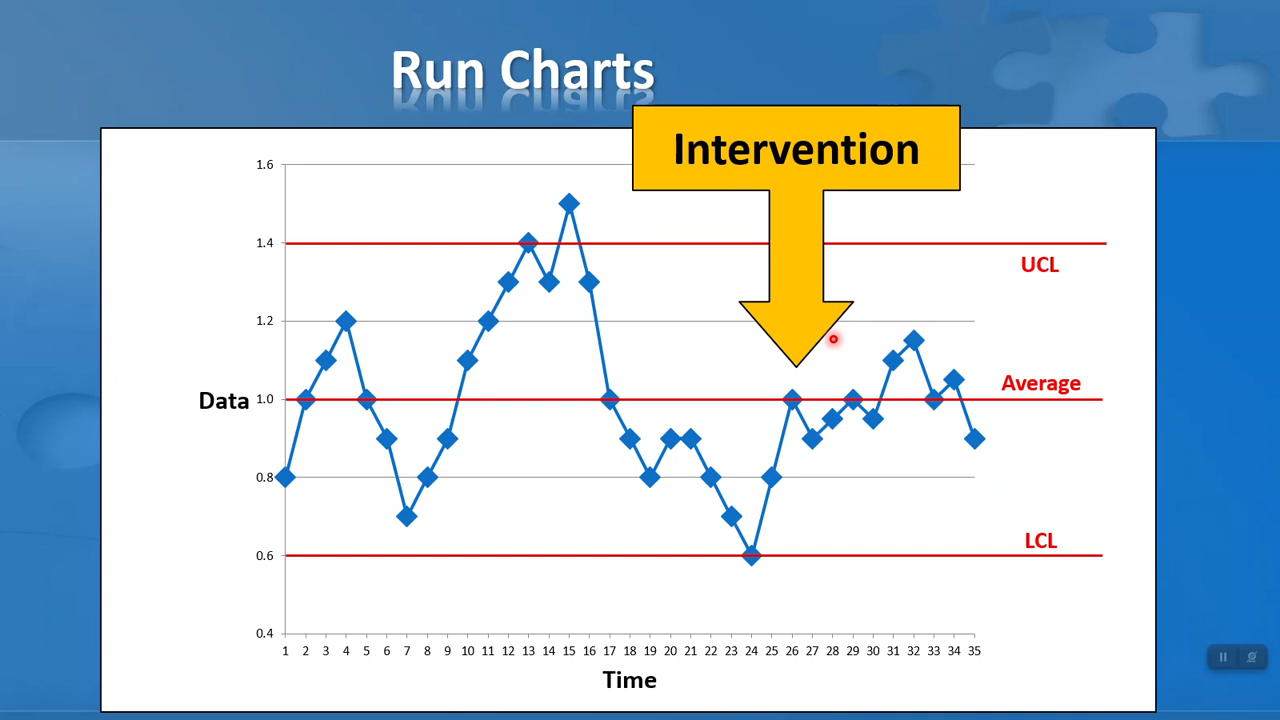 Run Charts
Intervention
1.6
1.4
UCL
1.2
Average
Data 1.0
0.8
LCL
0.6
0.4
1 2 3 4 5 6 7 8 9 10 11 12 13 14 15 16 17 18 19 20 21 22 23 24 25 26 27 28 29 30 31 32 33 34 35
Time